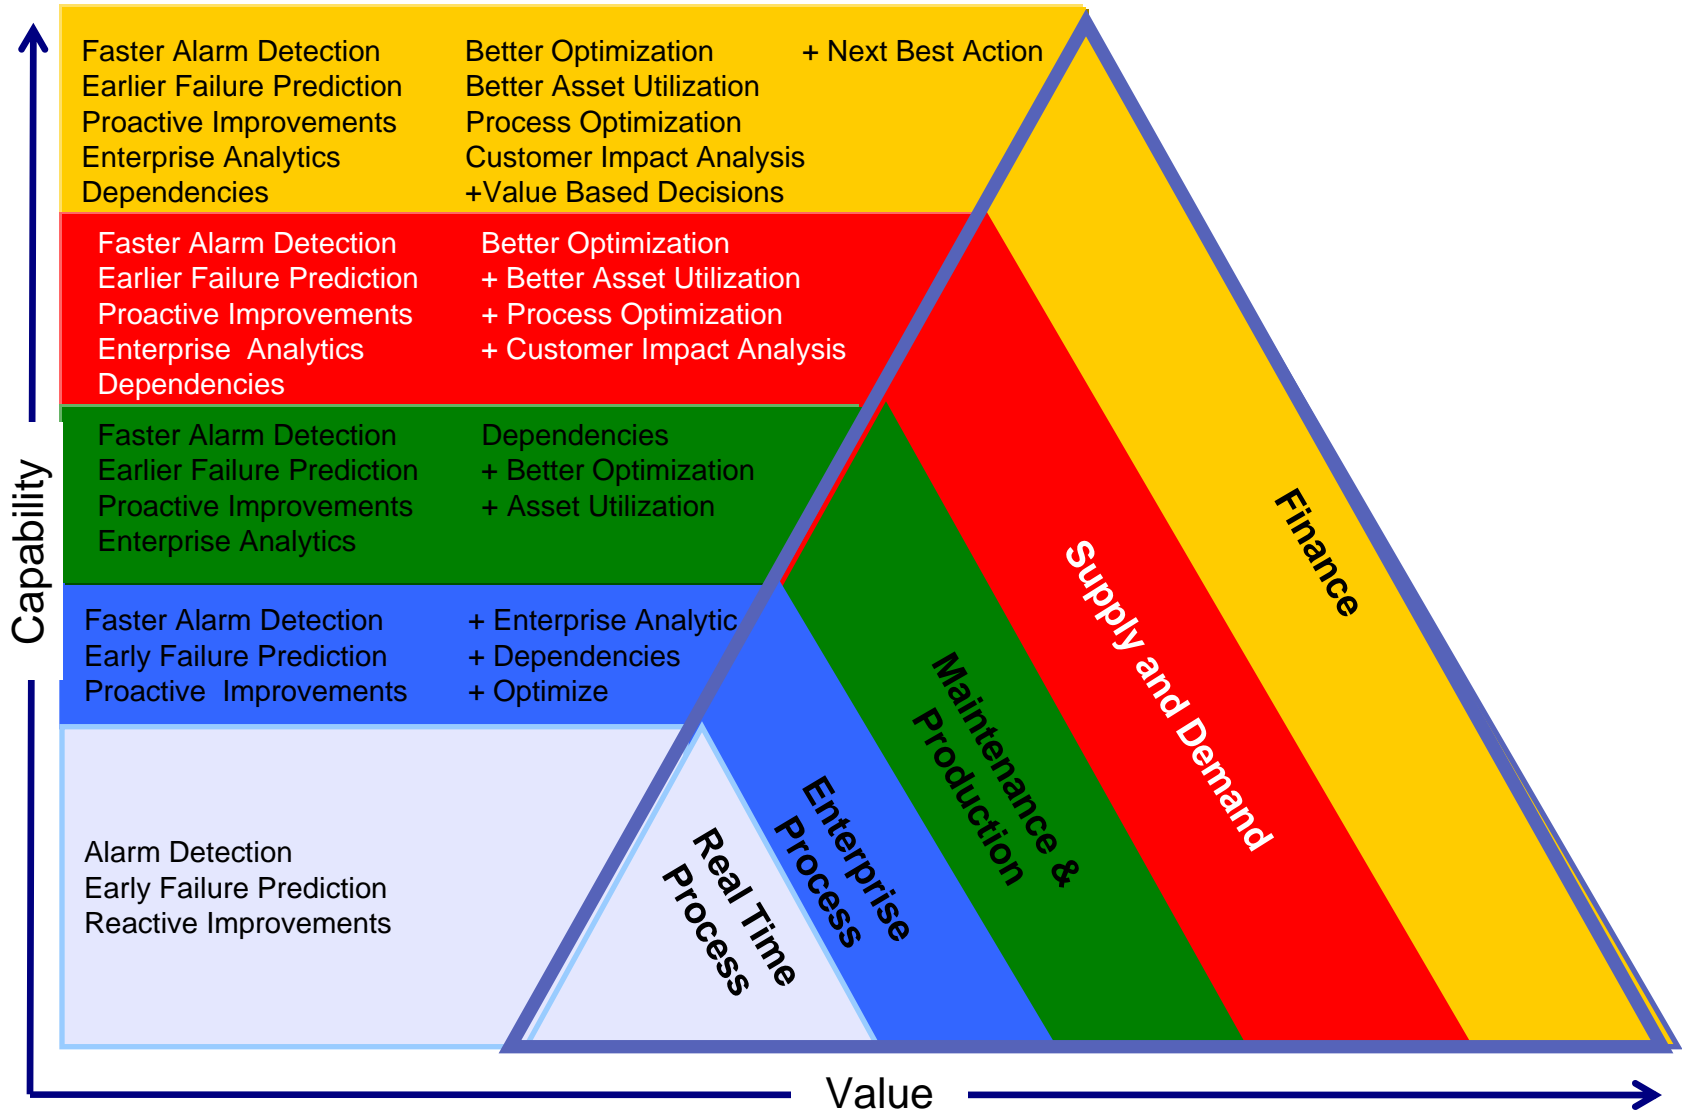 Faster Alarm Detection
Earlier Failure Prediction
Proactive Improvements
Enterprise Analytics
Dependencies
Better Optimization
Better Asset Utilization
Process Optimization
Customer Impact Analysis
+Value Based Decisions
+ Next Best Action
Faster Alarm Detection
Earlier Failure Prediction
Proactive Improvements
Enterprise  Analytics
Dependencies
Better Optimization
+ Better Asset Utilization
+ Process Optimization
+ Customer Impact Analysis
Faster Alarm Detection
Earlier Failure Prediction
Proactive Improvements
Enterprise Analytics
Dependencies
+ Better Optimization
+ Asset Utilization
Faster Alarm Detection
Early Failure Prediction
Proactive  Improvements
+ Enterprise Analytic
+ Dependencies
+ Optimize
Alarm Detection
Early Failure Prediction
Reactive Improvements
Real Time
Process
Enterprise
Process
Maintenance &
Production
Supply and Demand
Finance
Capability
Value